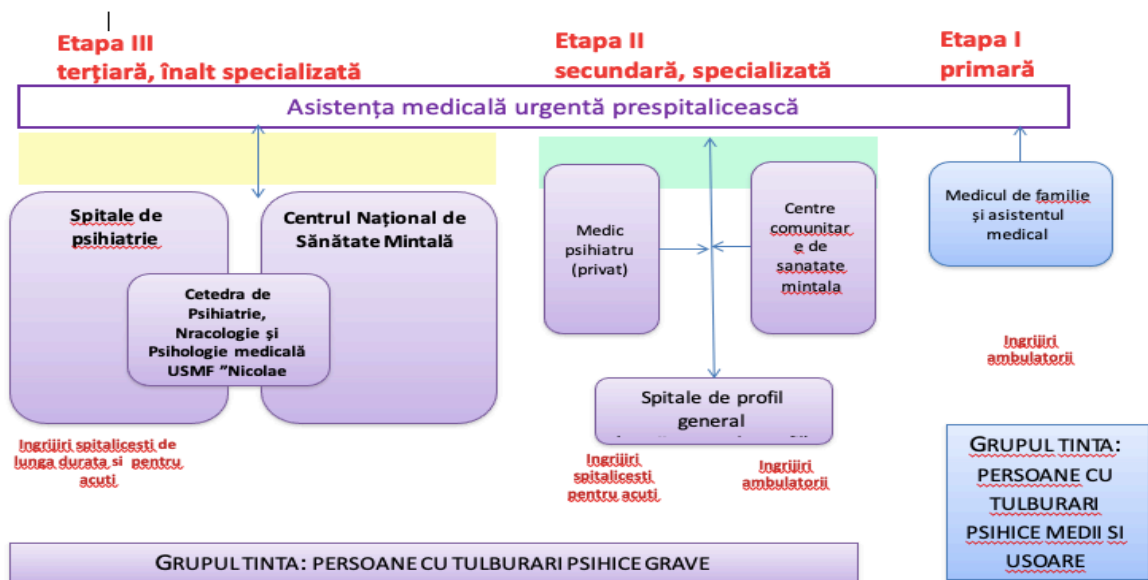 Etapa III
terțiară, înalt specializată
Etapa II
secundară, specializată
Etapa I
primară
Asistența medicală urgentă prespitalicească
Spitale de
psihiatrie
Centrul Național de
Sănătate Mintală
Cetedra de
Psihiatrie,
Nracologie și
Psihologie medicală
USMF ”Nicolae
Medic
psihiatru
(privat)
Centre
comunitar
e de
sanatate
mintala
Medicul de familie
și asistentul
medical
Spitale de profil
general
Ingrijiri
ambulatorii
Ingrijiri spitalicesti de
lunga durata si pentru
acuti
Ingrijiri
spitalicesti
pentru acuti
Ingrijiri
ambulatorii
GRUPUL TINTA:
PERSOANE CU
TULBURARI
PSIHICE MEDII SI
USOARE
GRUPUL TINTA: PERSOANE CU TULBURARI PSIHICE GRAVE